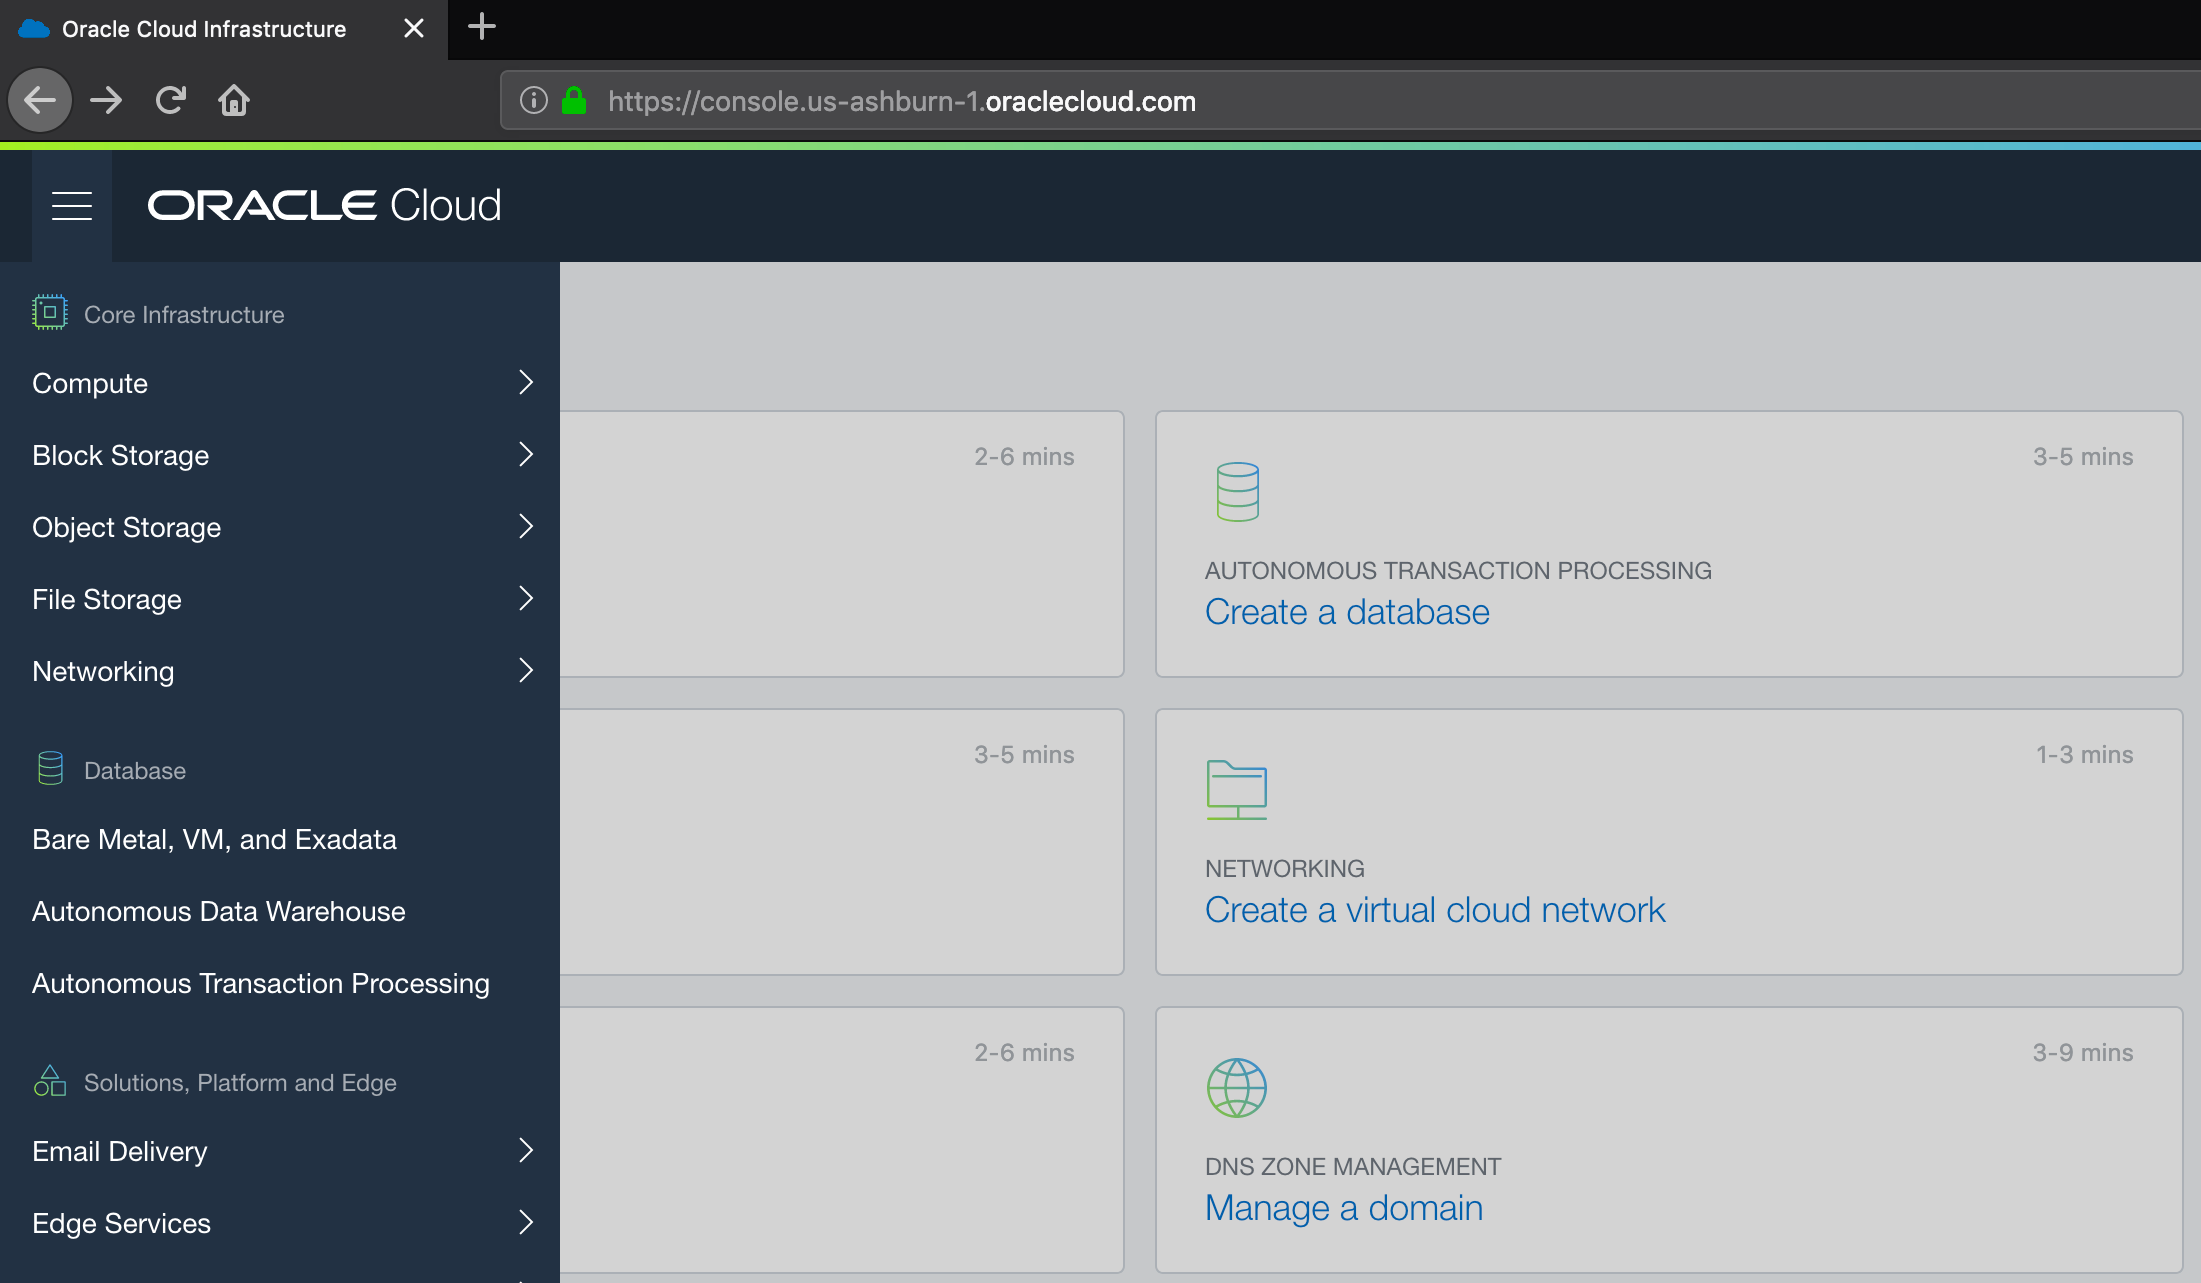 Oracle Cloud Infrastructure
https://console.us-ashburn-1.oraclecloud.com
ORACLE Cloud
Core Infrastructure
Compute
Block Storage
Object Storage
File Storage
Networking
Database
Bare Metal, VM, and Exadata
Autonomous Data Warehouse
Autonomous Transaction Processing
Solutions, Platform and Edge
Email Delivery
Edge Services
2-6 mins
3-5 mins
AUTONOMOUS TRANSACTION PROCESSING
Create a database
3-5 mins
1-3 mins
NETWORKING
Create a virtual cloud network
2-6 mins
3-9 mins
DNS ZONE MANAGEMENT
Manage a domain